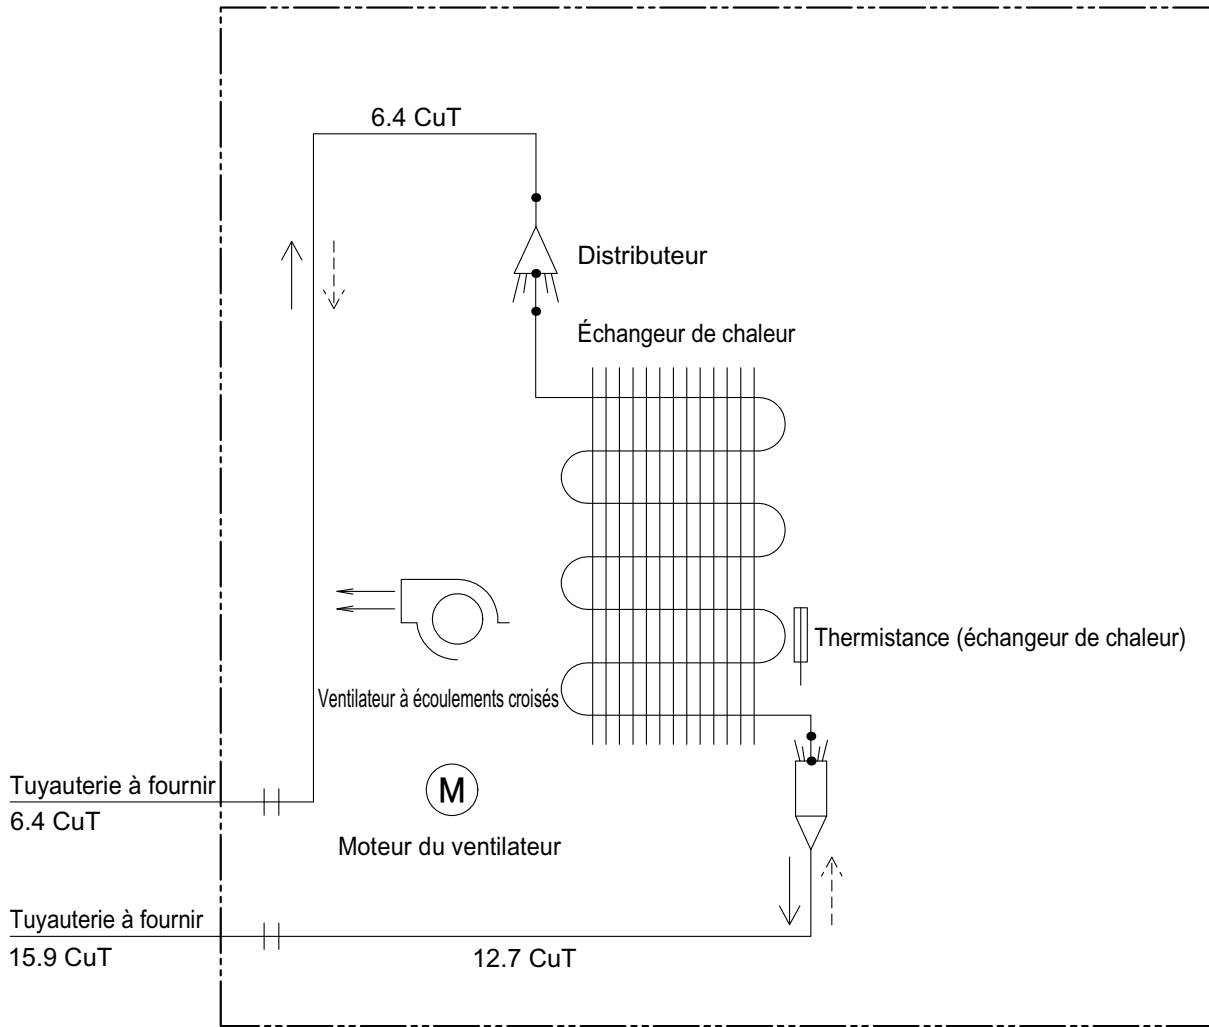 6.4 CuT
Distributeur
Échangeur de chaleur
Thermistance (échangeur de chaleur)
Ventilateur à écoulements croisés
Tuyauterie à fournir
6.4 CuT
M
Moteur du ventilateur
Tuyauterie à fournir
15.9 CuT
12.7 CuT